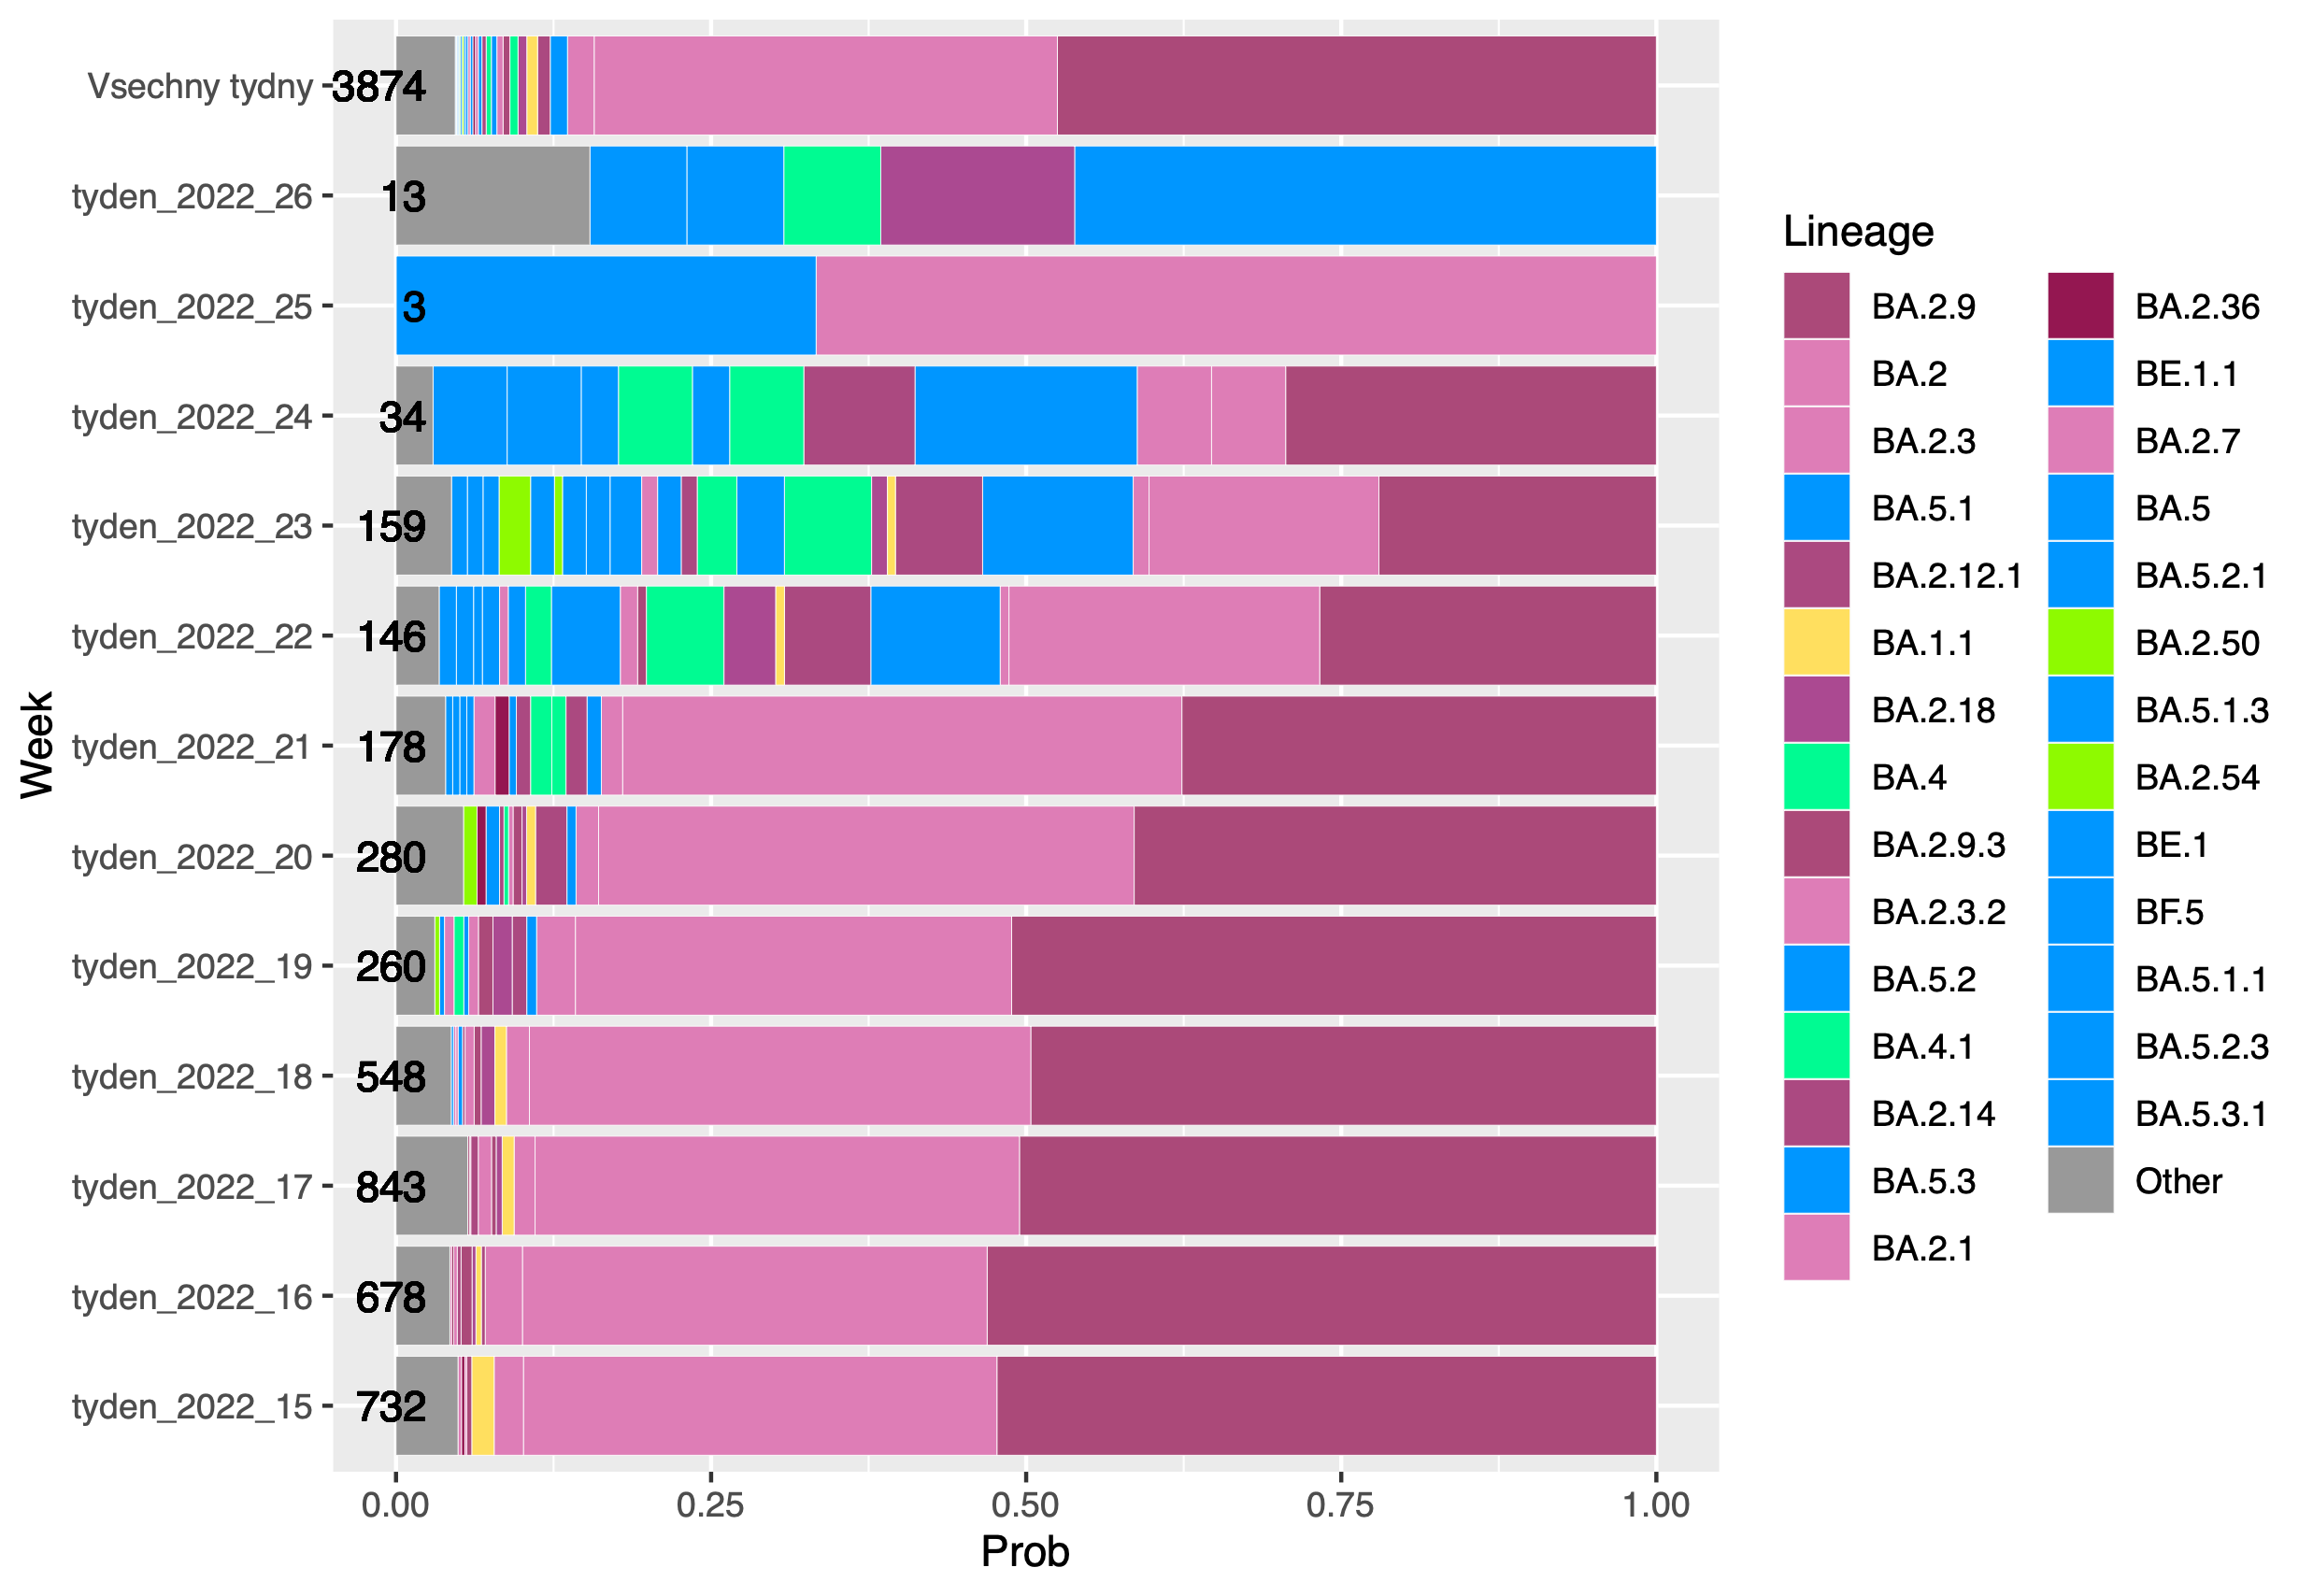 Week
Vsechny tydny 3874
tyden_2022_26 13
tyden_2022_25 3
tyden_2022_24 34
tyden_2022_23 159
tyden_2022_22 146
tyden_2022_21 178
tyden_2022_20 280
tyden_2022_19 260
tyden_2022_18 548
tyden_2022_17 843
tyden_2022_16 678
tyden_2022_15 732
0.00 0.25 0.50 0.75 1.00
Prob
Lineage
BA.2.9
BA.2
BA.2.3
BA.5.1
BA.2.12.1
BA.1.1
BA.2.18
BA.4
BA.2.9.3
BA.2.3.2
BA.5.2
BA.4.1
BA.2.14
BA.5.3
BA.2.1
BA.2.36
BE.1.1
BA.2.7
BA.5
BA.5.2.1
BA.2.50
BA.5.1.3
BA.2.54
BE.1
BF.5
BA.5.1.1
BA.5.2.3
BA.5.3.1
Other